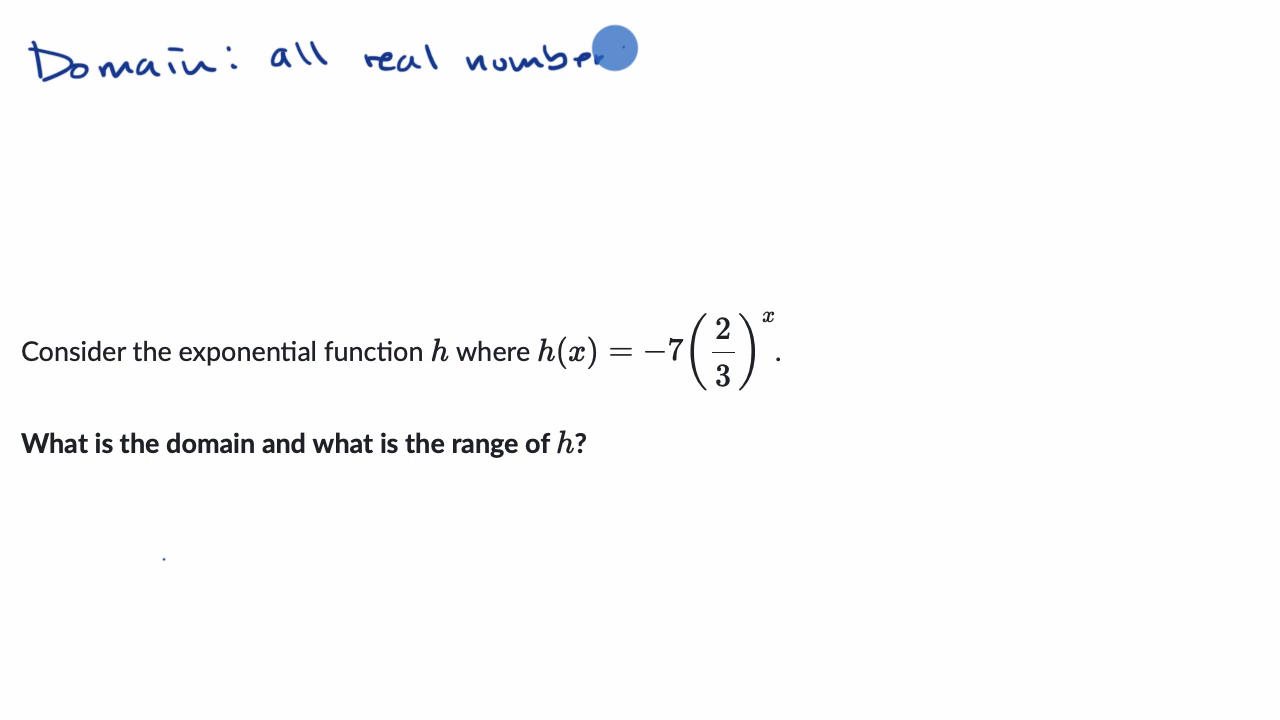 Domain: all real number
Consider the exponential function h where h(x) = −7(2/3)^x.
What is the domain and what is the range of h?